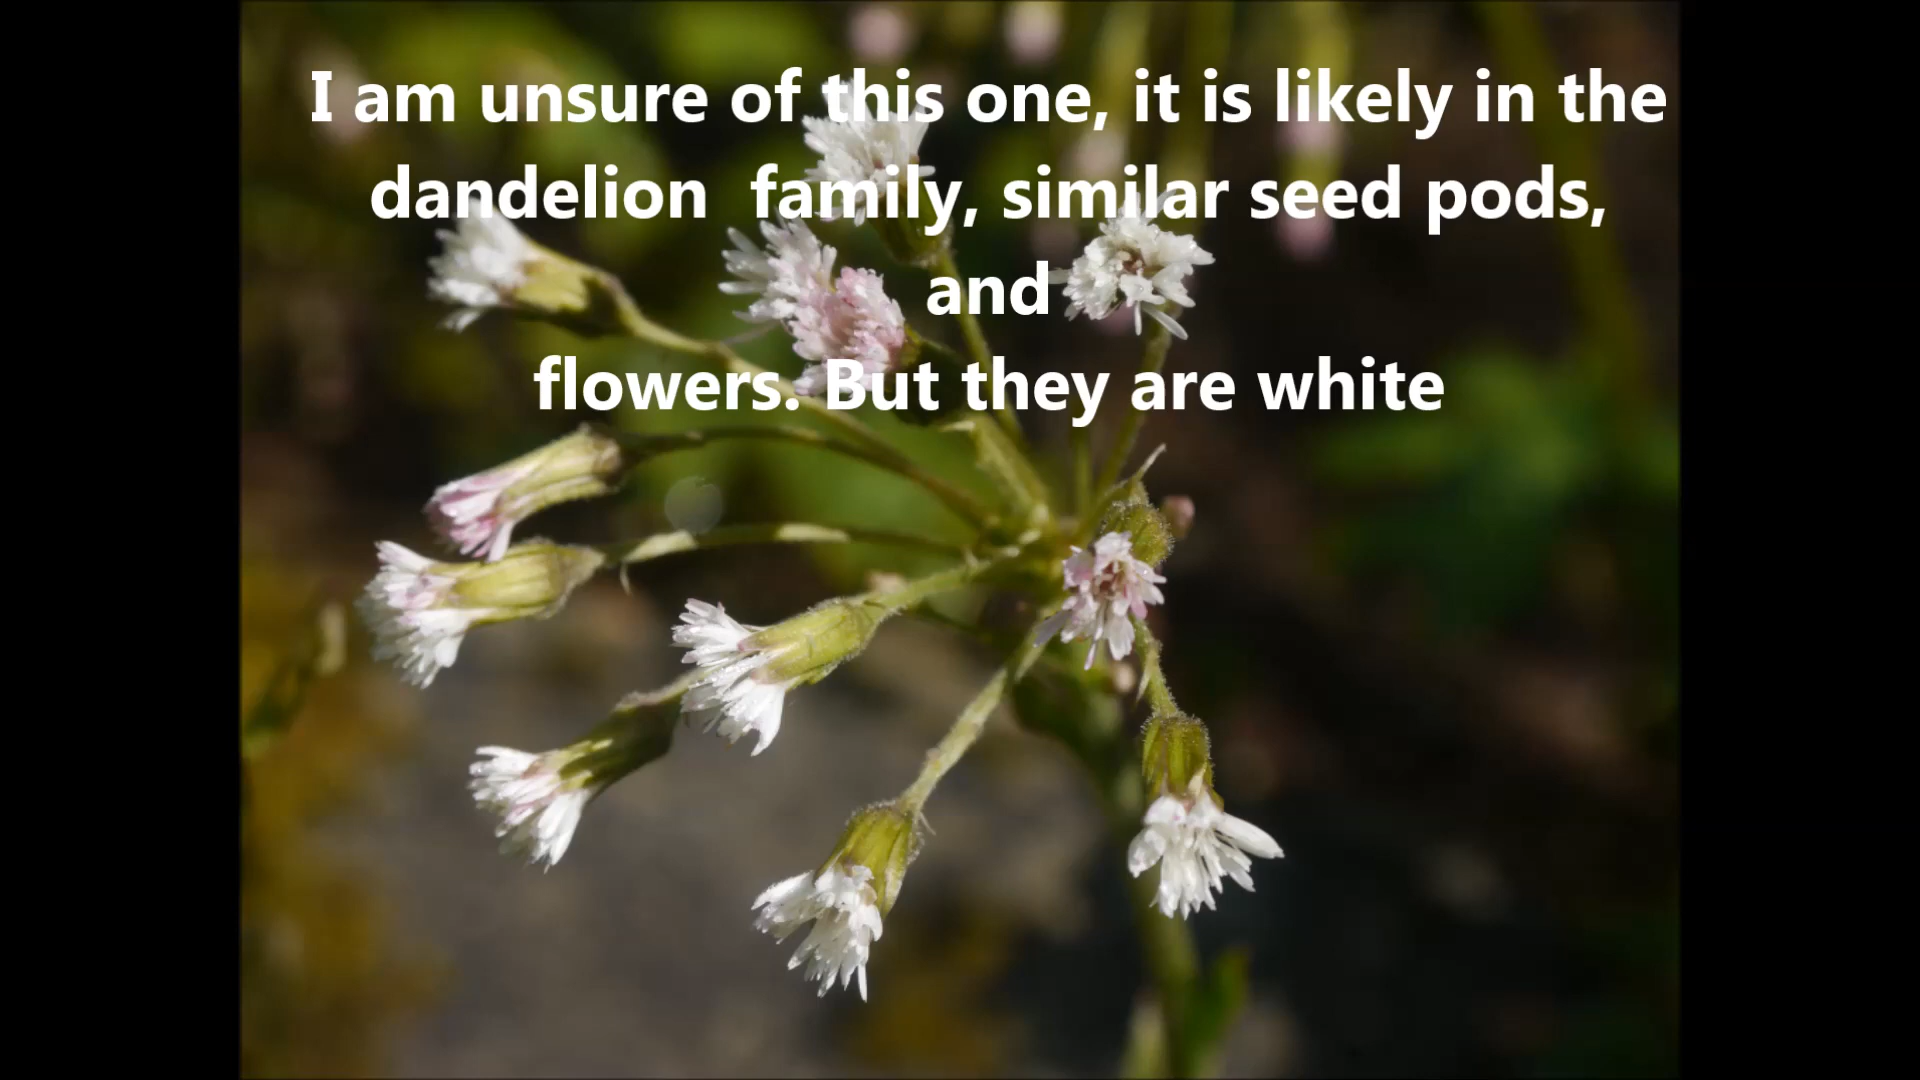 I am unsure of this one, it is likely in the
dandelion  family, similar seed pods,
and
flowers. But they are white